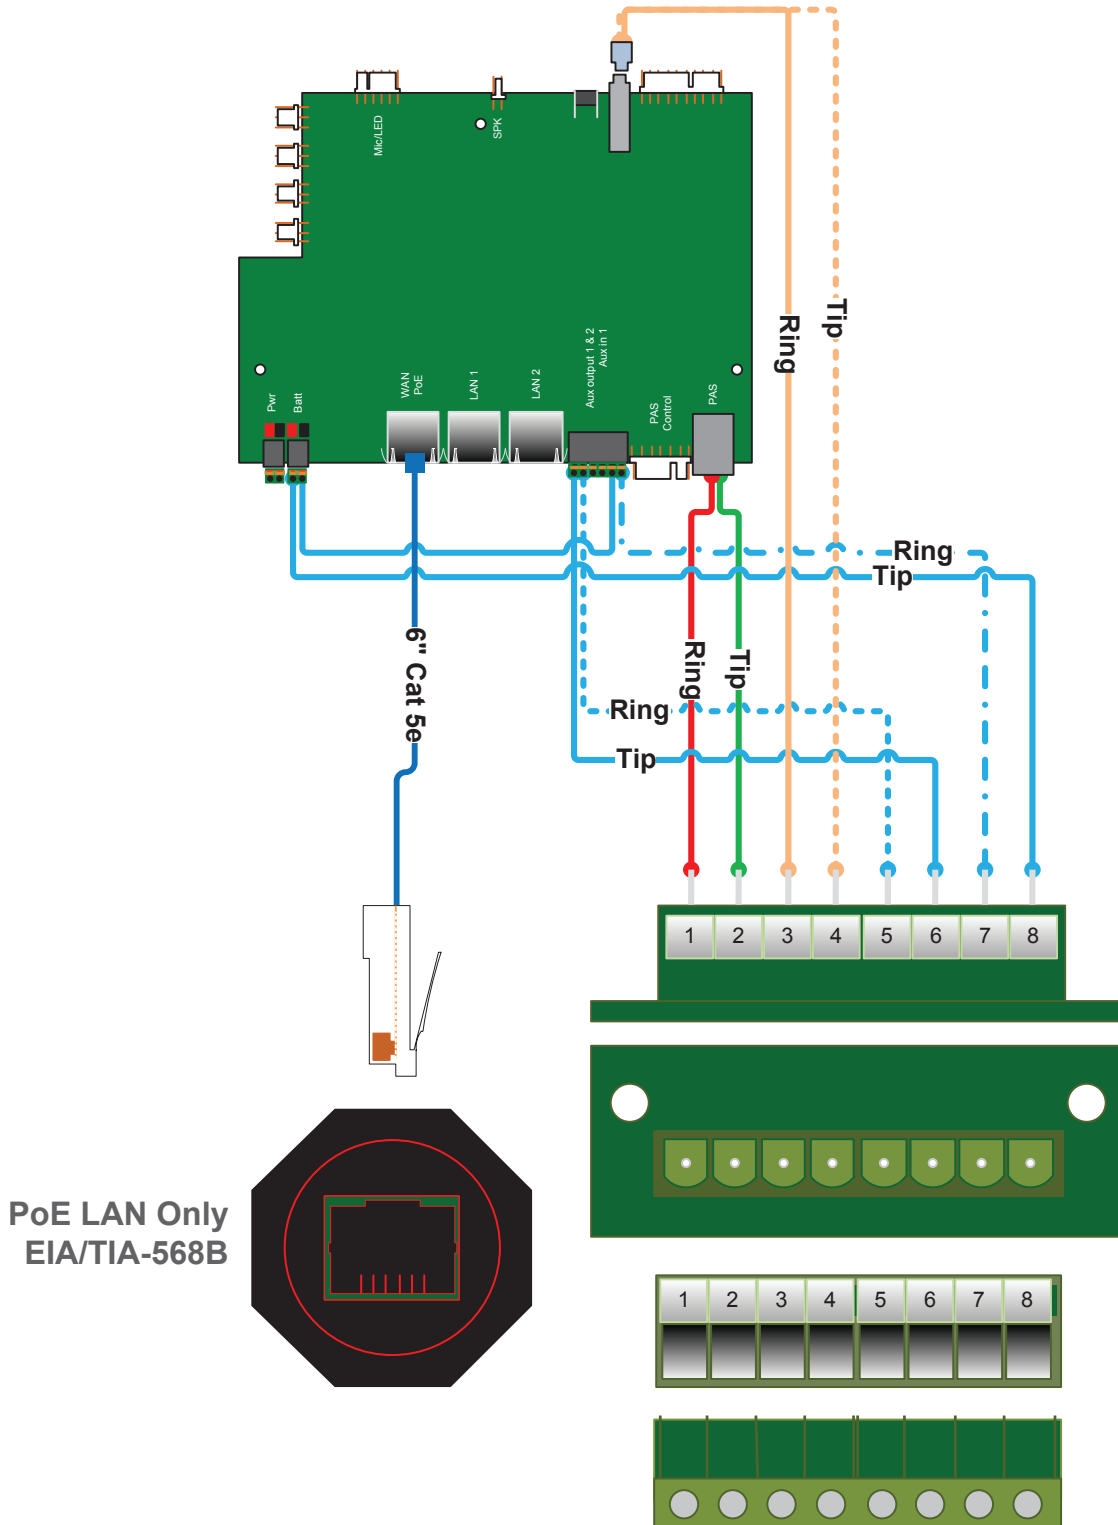 Mic/LED
SPK
Ring
Tip
Pwr
Batt
WAN
PoE
LAN 1
LAN 2
Aux output 1 & 2
Aux in 1
PAS
Control
PAS
Ring
Tip
6" Cat 5e
Ring
Tip
Ring
Tip
1 2 3 4 5 6 7 8
PoE LAN Only
EIA/TIA-568B
1 2 3 4 5 6 7 8